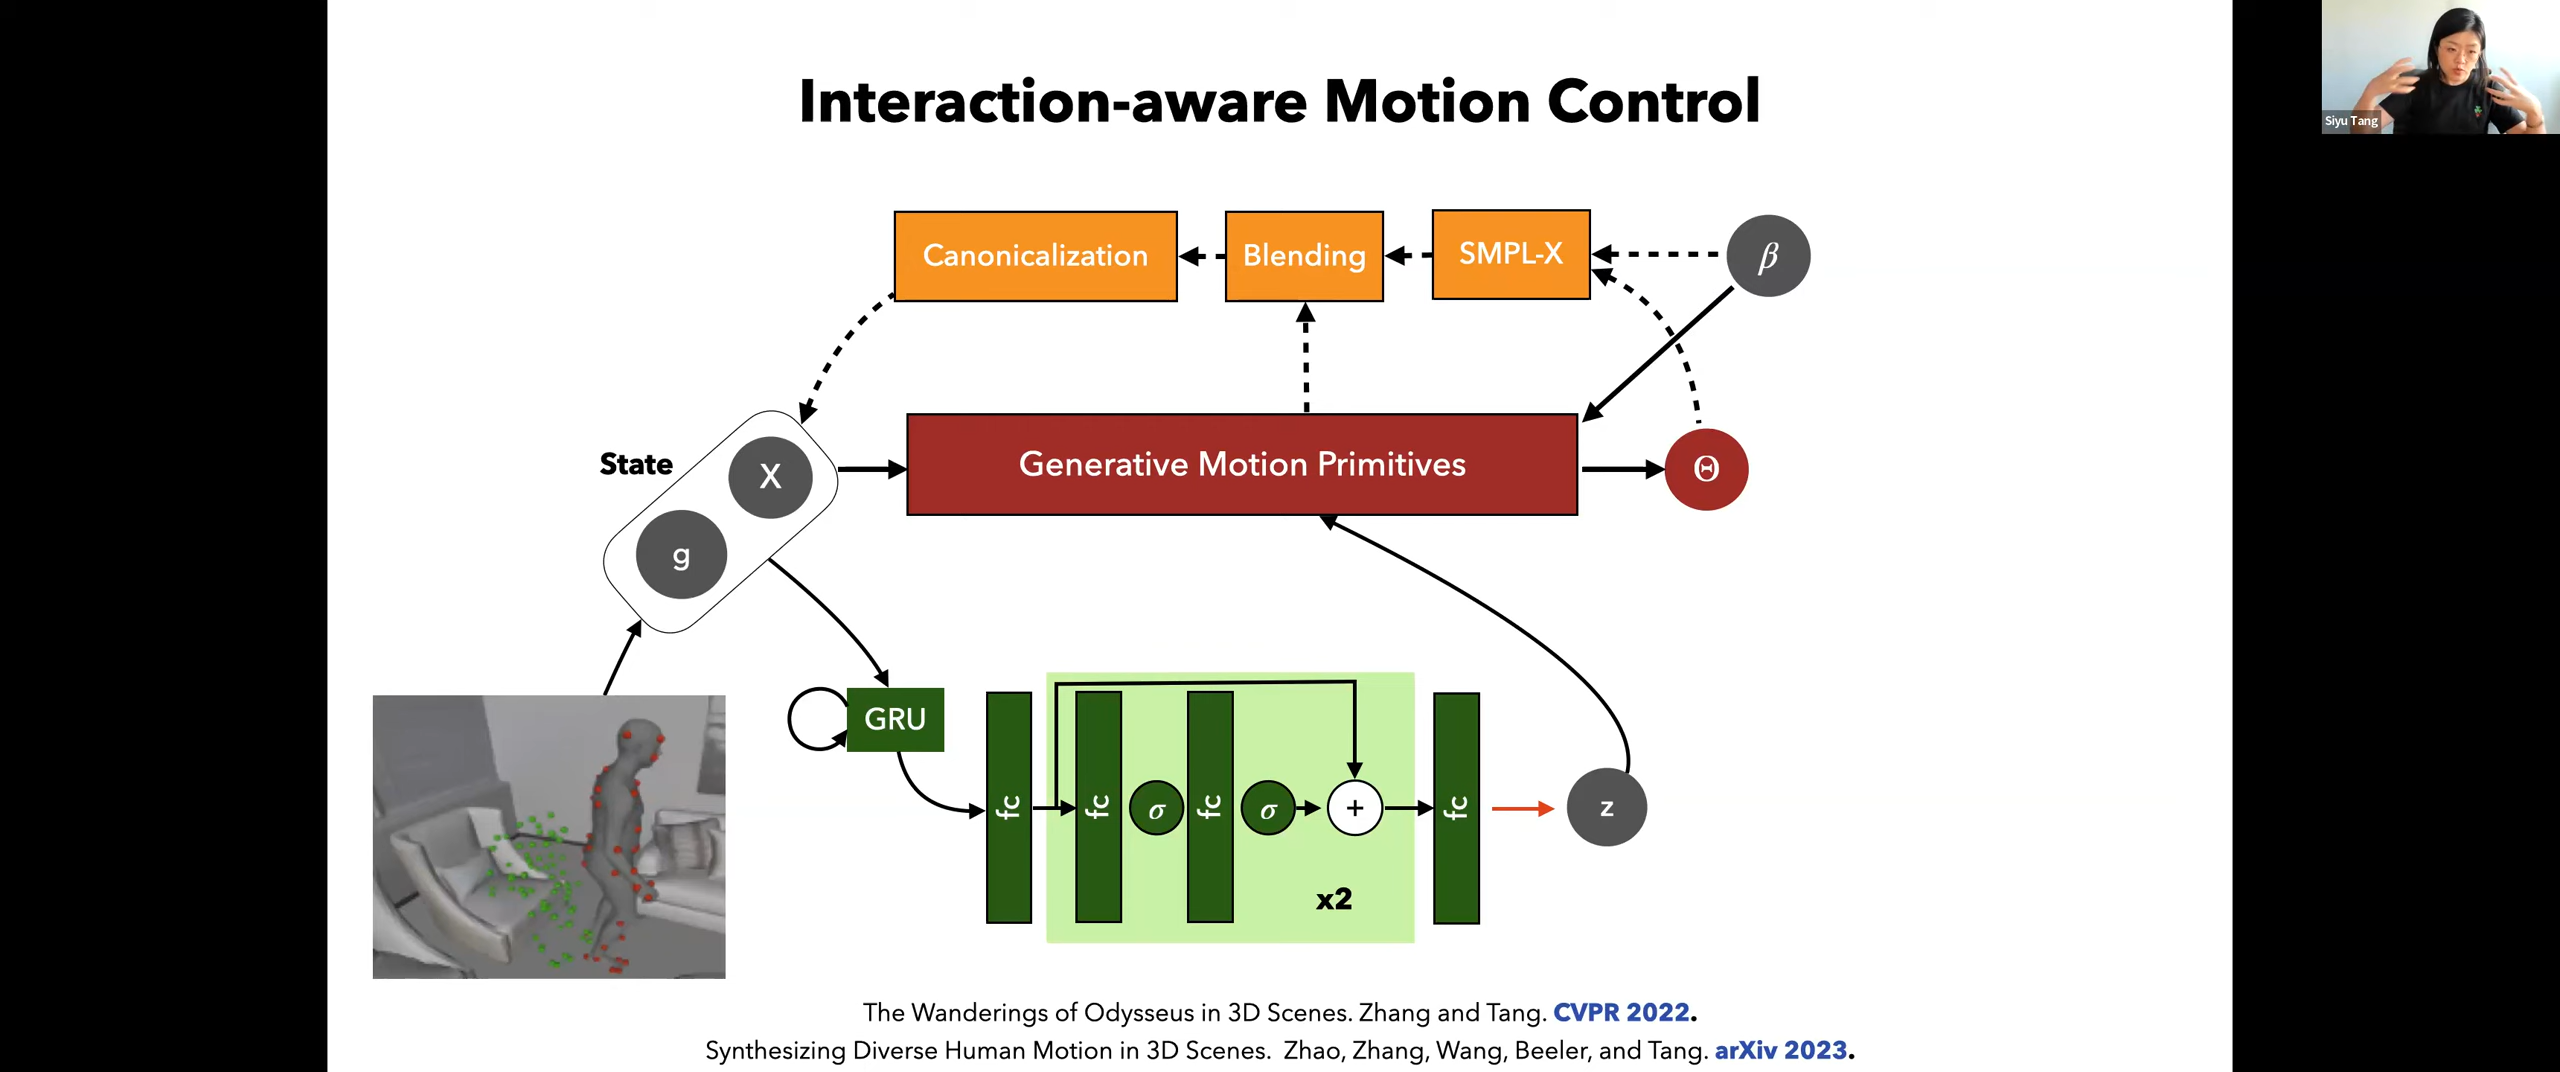 Interaction-aware Motion Control
Siyu Tang
Canonicalization
Blending
SMPL-X
β
State
X
g
Generative Motion Primitives
Θ
GRU
fc
fc
σ
fc
σ
+
fc
z
x2
The Wanderings of Odysseus in 3D Scenes. Zhang and Tang. CVPR 2022.
Synthesizing Diverse Human Motion in 3D Scenes. Zhao, Zhang, Wang, Beeler, and Tang. arXiv 2023.